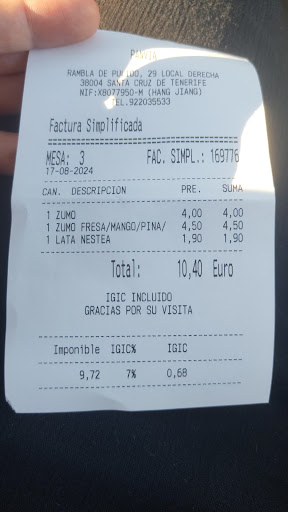 PANVIA
RAMBLA DE PULIDO, 29 LOCAL DERECHA
38004 SANTA CRUZ DE TENERIFE
NIF:X8077950-M (HANG JIANG)
TEL.922035533
Factura Simplificada
MESA: 3 FAC. SIMPL.: 169776
17-08-2024
CAN. DESCRIPCION PRE. SUMA
1 ZUMO 4,00 4,00
1 ZUMO FRESA/MANGO/PINA/ 4,50 4,50
1 LATA NESTEA 1,90 1,90
Total: 10,40 Euro
IGIC INCLUIDO
GRACIAS POR SU VISITA
Imponible IGIC% IGIC
9,72 7% 0,68